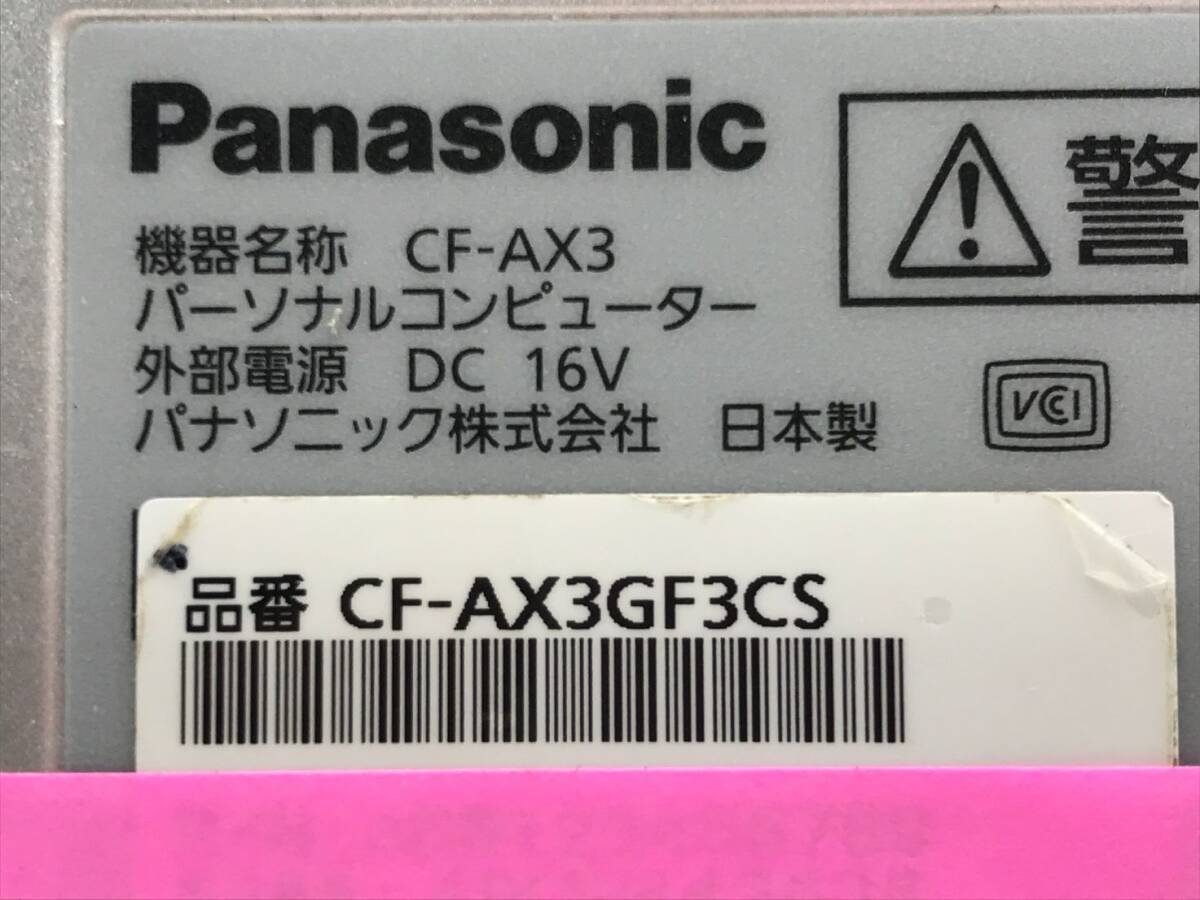 Panasonic
機器名称 CF-AX3
パーソナルコンピューター
外部電源 DC 16V
パナソニック株式会社 日本製
警
VCCI
品番 CF-AX3GF3CS